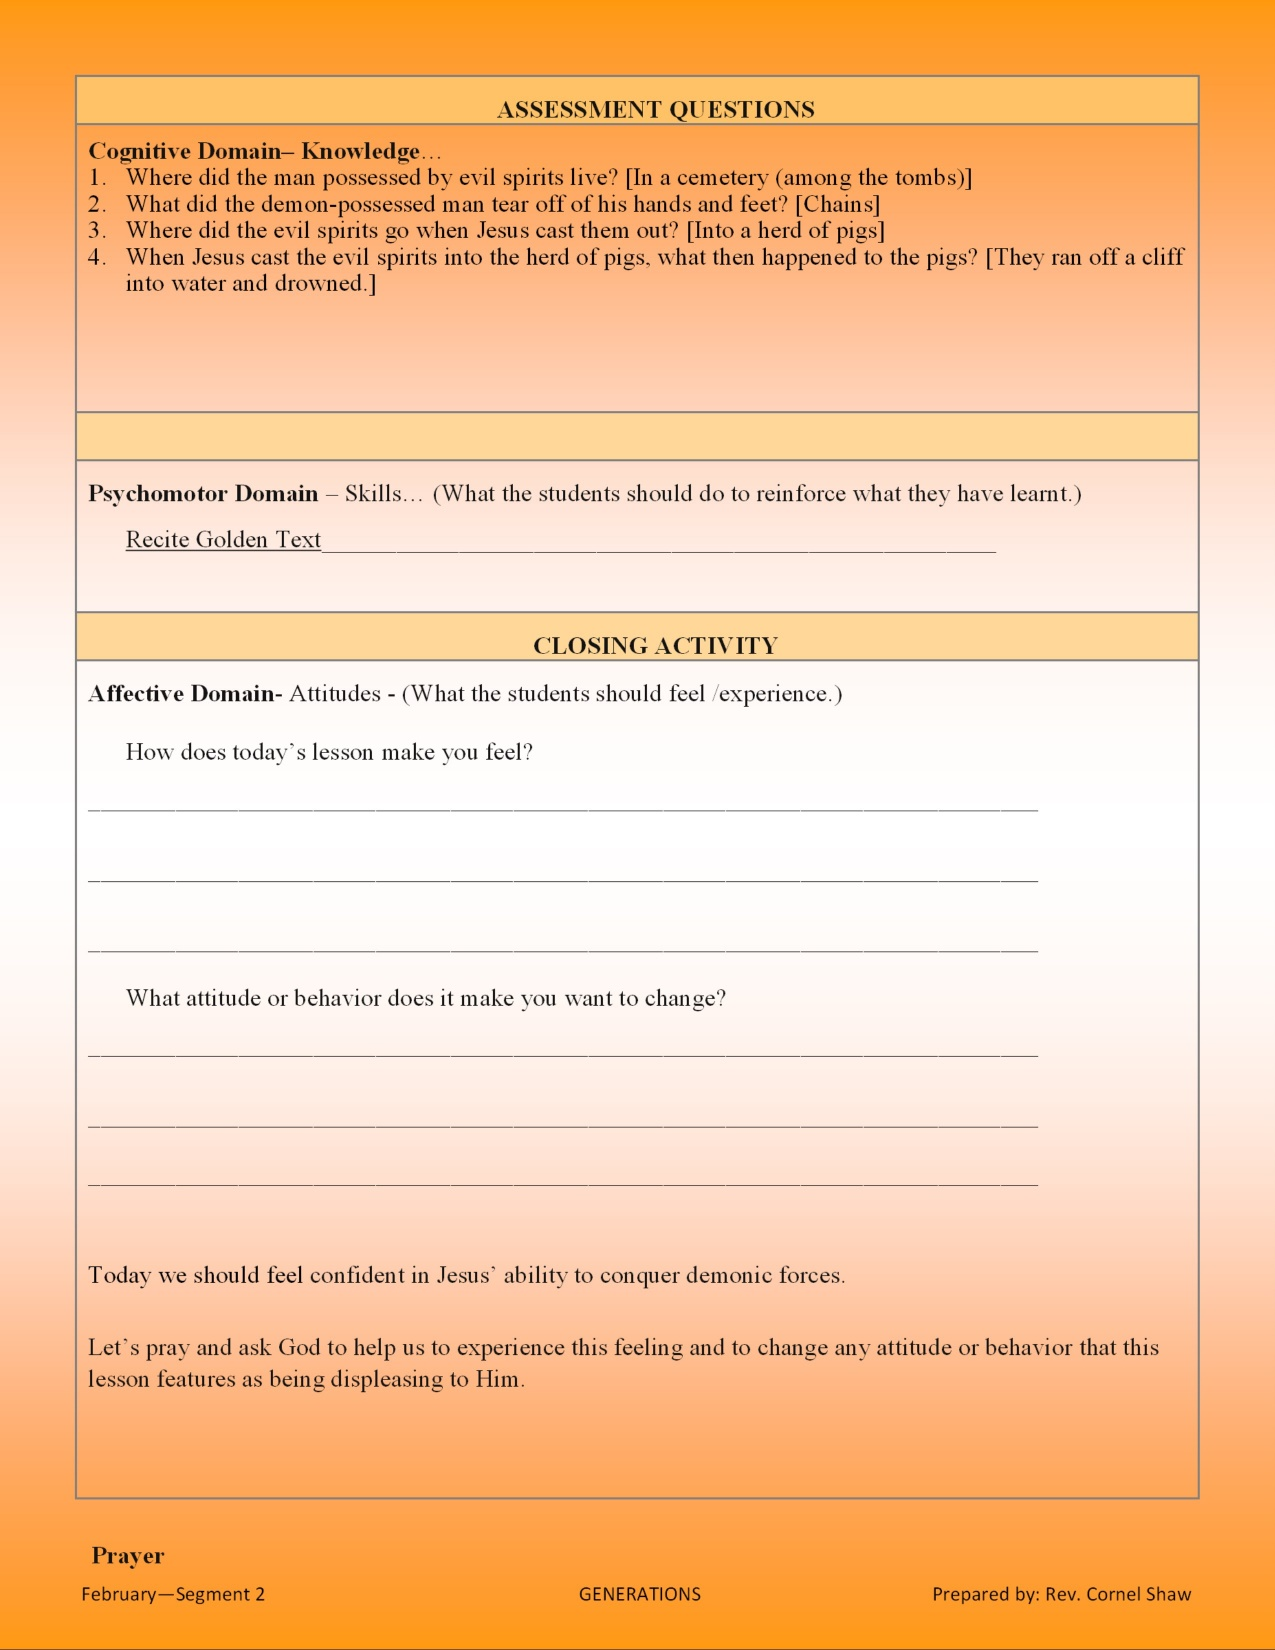 ASSESSMENT QUESTIONS
Cognitive Domain– Knowledge…
1. Where did the man possessed by evil spirits live? [In a cemetery (among the tombs)]
2. What did the demon-possessed man tear off of his hands and feet? [Chains]
3. Where did the evil spirits go when Jesus cast them out? [Into a herd of pigs]
4. When Jesus cast the evil spirits into the herd of pigs, what then happened to the pigs? [They ran off a cliff
into water and drowned.]
Psychomotor Domain – Skills… (What the students should do to reinforce what they have learnt.)
Recite Golden Text
CLOSING ACTIVITY
Affective Domain- Attitudes - (What the students should feel /experience.)
How does today’s lesson make you feel?
What attitude or behavior does it make you want to change?
Today we should feel confident in Jesus’ ability to conquer demonic forces.
Let’s pray and ask God to help us to experience this feeling and to change any attitude or behavior that this
lesson features as being displeasing to Him.
Prayer
February—Segment 2 GENERATIONS Prepared by: Rev. Cornel Shaw